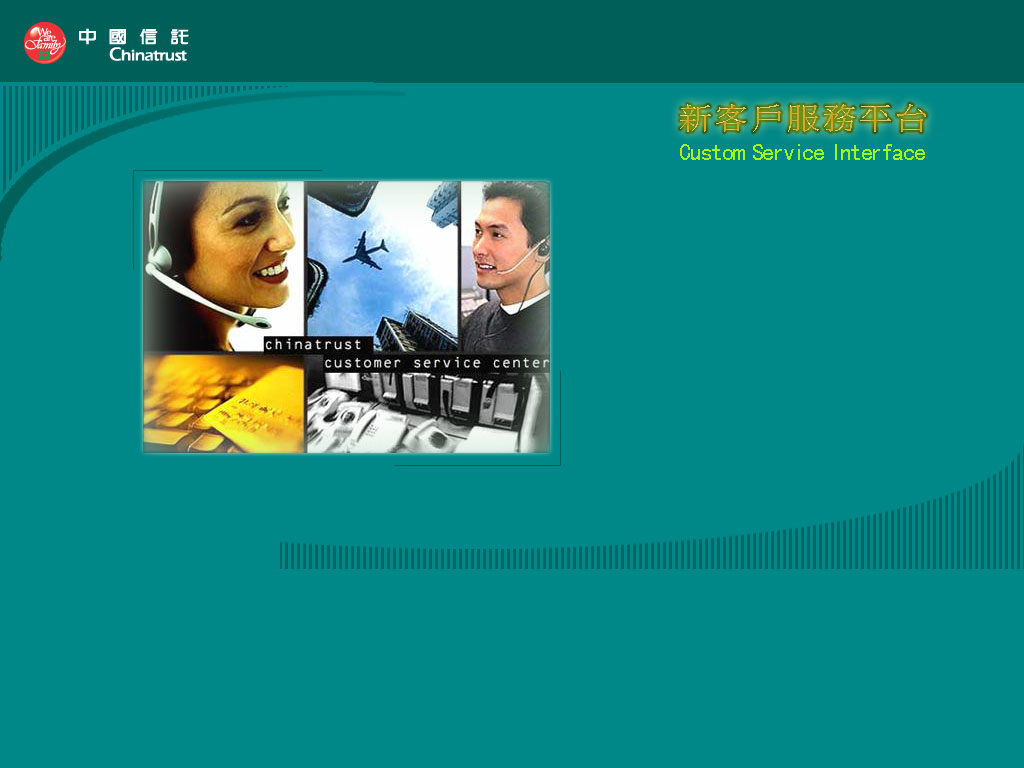 We are Family
中國信託
Chinatrust
新客戶服務平台
Custom Service Interface
chinatrust
customer service center